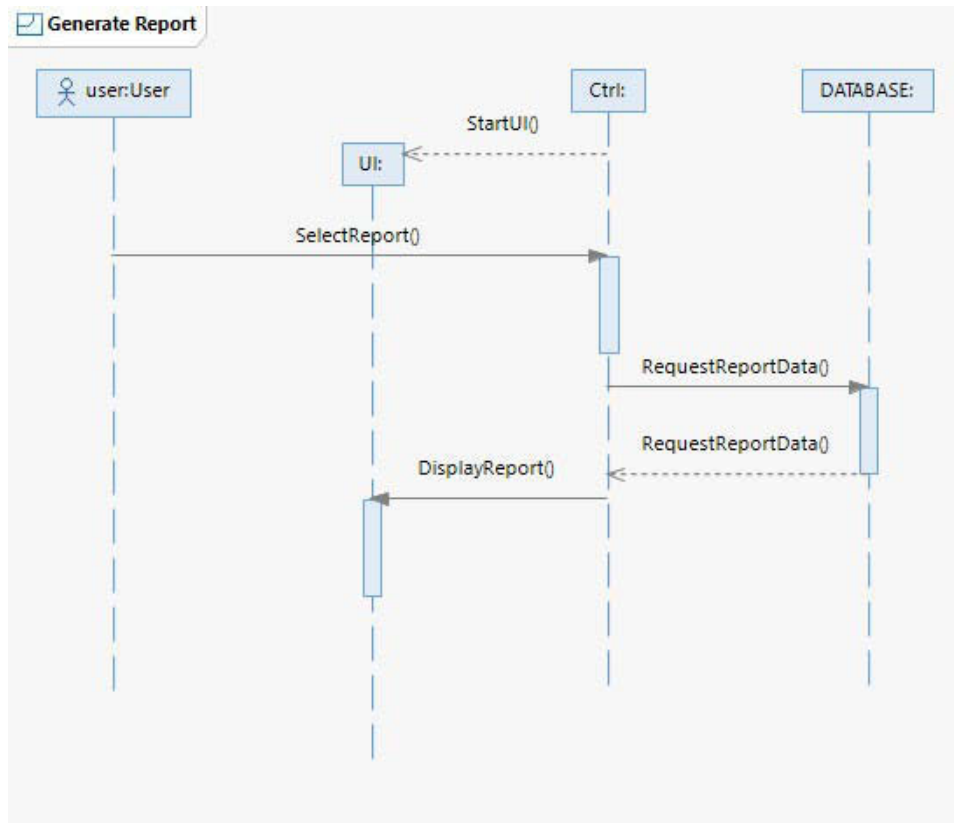 Generate Report
user:User
Ctrl:
DATABASE:
StartUI()
UI:
SelectReport()
RequestReportData()
RequestReportData()
DisplayReport()